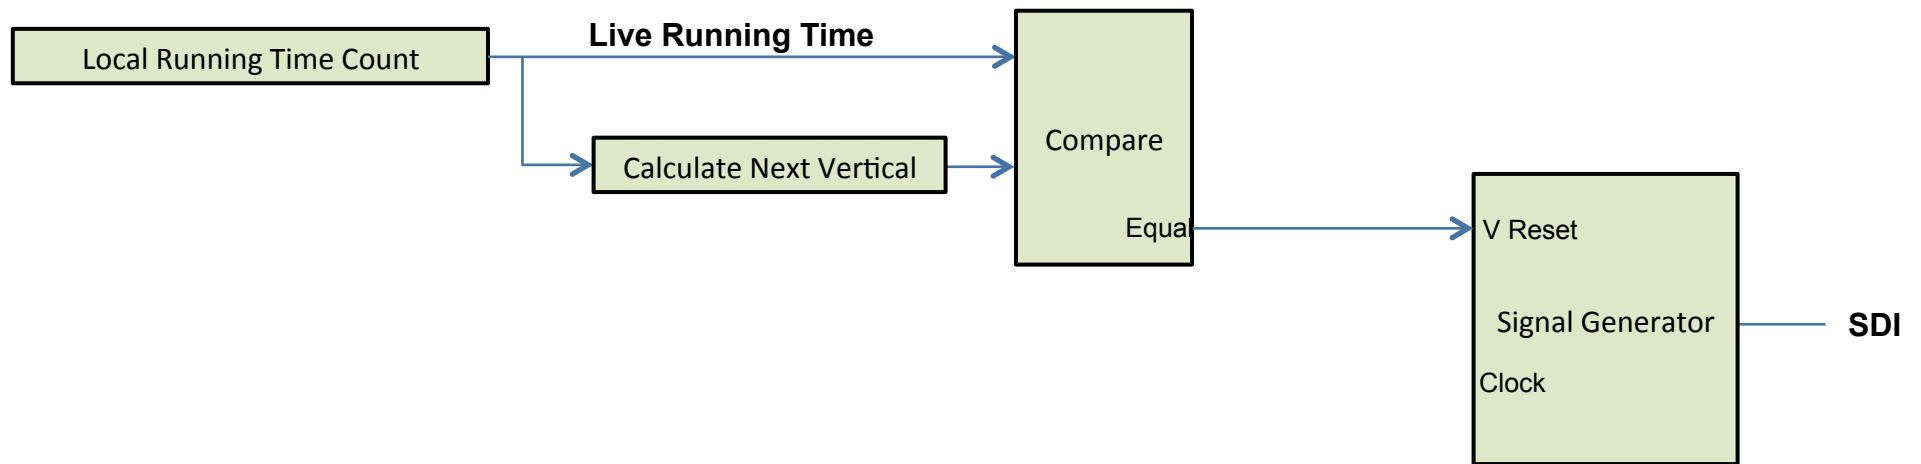 Live Running Time
Local Running Time Count
Compare
Calculate Next Vertical
Equal
V Reset
Signal Generator
SDI
Clock